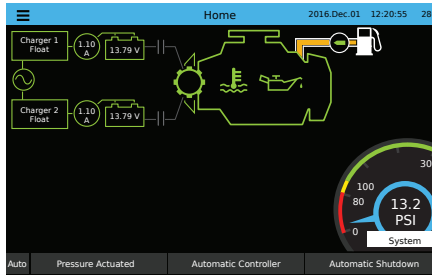 Home
2016.Dec.01 12:20:55 28
Charger 1
Float
1.10
A
13.79 V
Charger 2
Float
1.10
A
13.79 V
30
100
80
0
13.2
PSI
System
Auto
Pressure Actuated
Automatic Controller
Automatic Shutdown